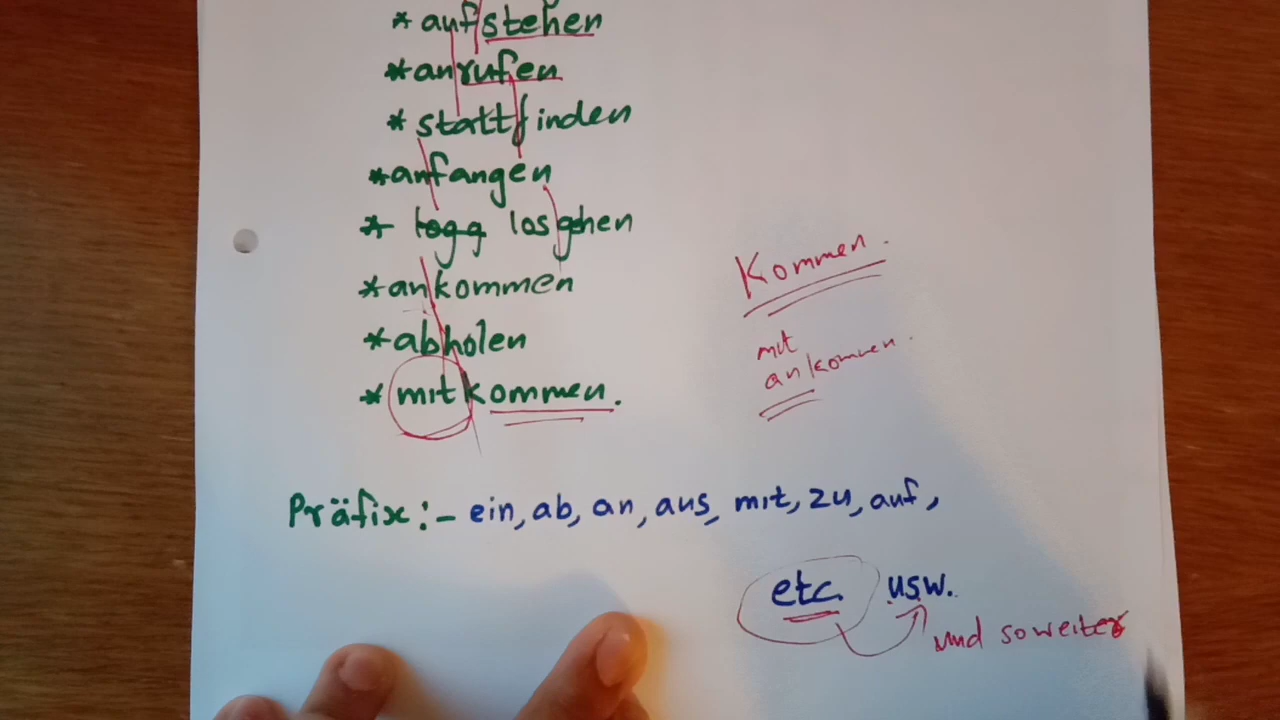 * aufstehen
* anrufen
* stattfinden
* anfangen
* logg losgehen
* ankommen
* abholen
* mitkommen.
Kommen.
mit
ankommen.
Präfix :- ein, ab, an, aus, mit, zu, auf,
etc. usw.
und soweiter